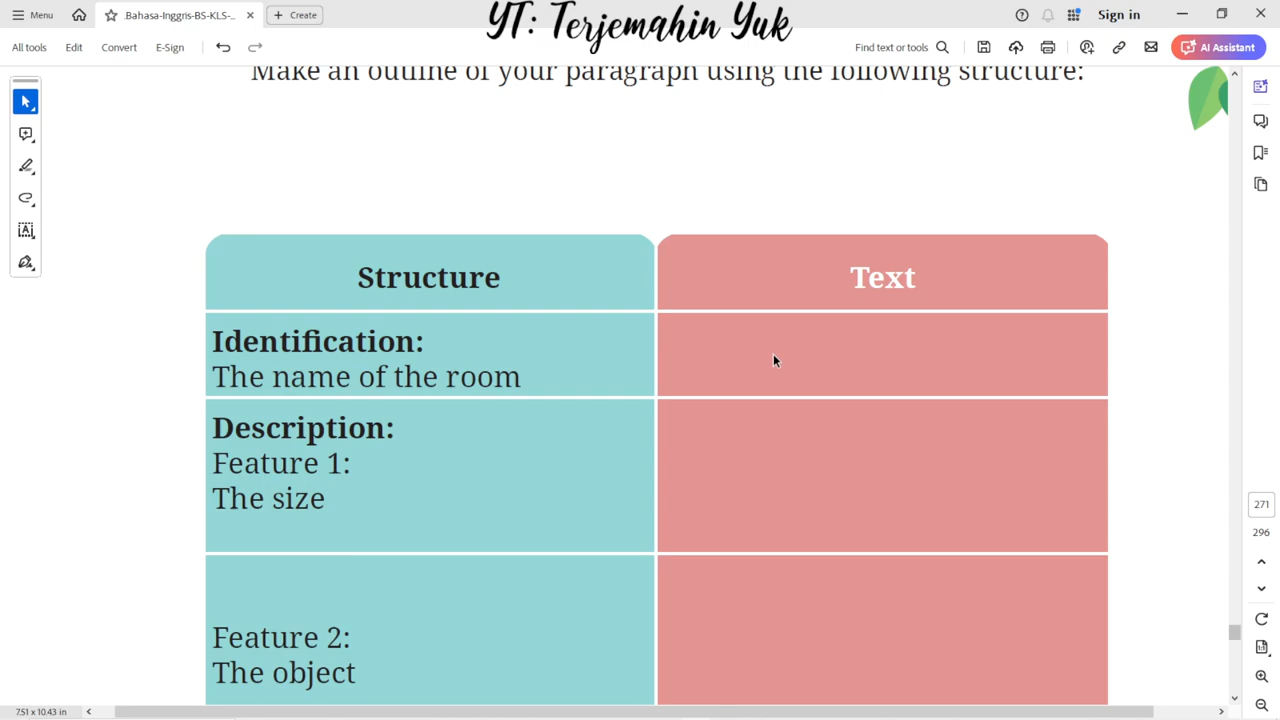 Menu
.Bahasa-Inggris-BS-KLS-...
Create
YT: Terjemahin Yuk
Sign in
All tools
Edit
Convert
E-Sign
Find text or tools
AI Assistant
Make an outline of your paragraph using the following structure:
Structure
Text
Identification:
The name of the room
Description:
Feature 1:
The size
Feature 2:
The object
271
296
7.51 x 10.43 in